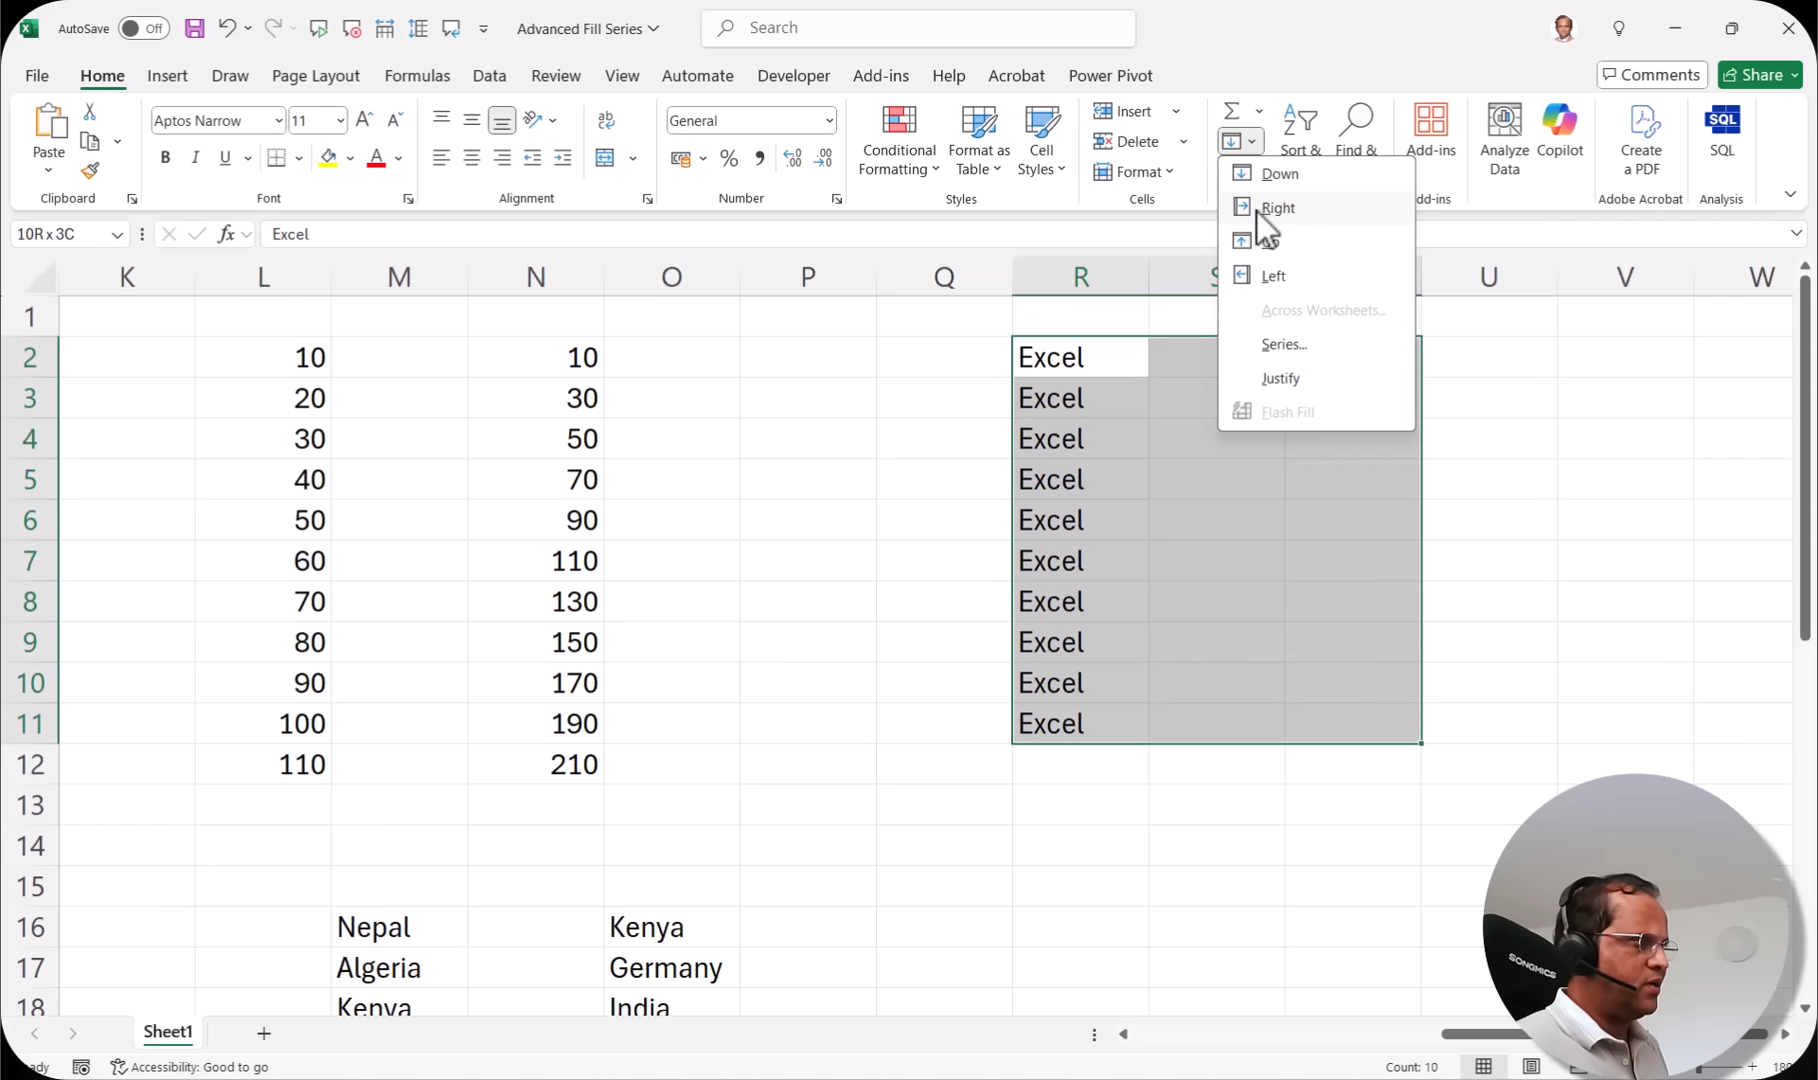 AutoSave Off Advanced Fill Series Search
File Home Insert Draw Page Layout Formulas Data Review View Automate Developer Add-ins Help Acrobat Power Pivot Comments Share
Paste
Clipboard
Aptos Narrow 11
B I U A
Font
Alignment
General
% 
Number
Conditional Formatting
Format as Table
Cell Styles
Styles
Insert
Delete
Format
Cells
Sort &
Find &
Add-ins
dd-ins
Analyze Data
Copilot
Create a PDF
Adobe Acrobat
SQL
SQL
Analysis
Down
Right
Left
Across Worksheets...
Series...
Justify
Flash Fill
10R x 3C fx Excel
K L M N O P Q R S U V W
1
2 10 10 Excel
3 20 30 Excel
4 30 50 Excel
5 40 70 Excel
6 50 90 Excel
7 60 110 Excel
8 70 130 Excel
9 80 150 Excel
10 90 170 Excel
11 100 190 Excel
12 110 210
13
14
15
16 Nepal Kenya
17 Algeria Germany
18 Kenya India
SONGMICS
Sheet1
Accessibility: Good to go Count: 10